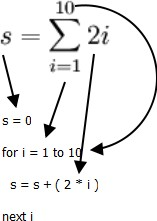 10
s = ∑ 2i
i=1
s = 0
for i = 1 to 10
s = s + ( 2 * i )
next i